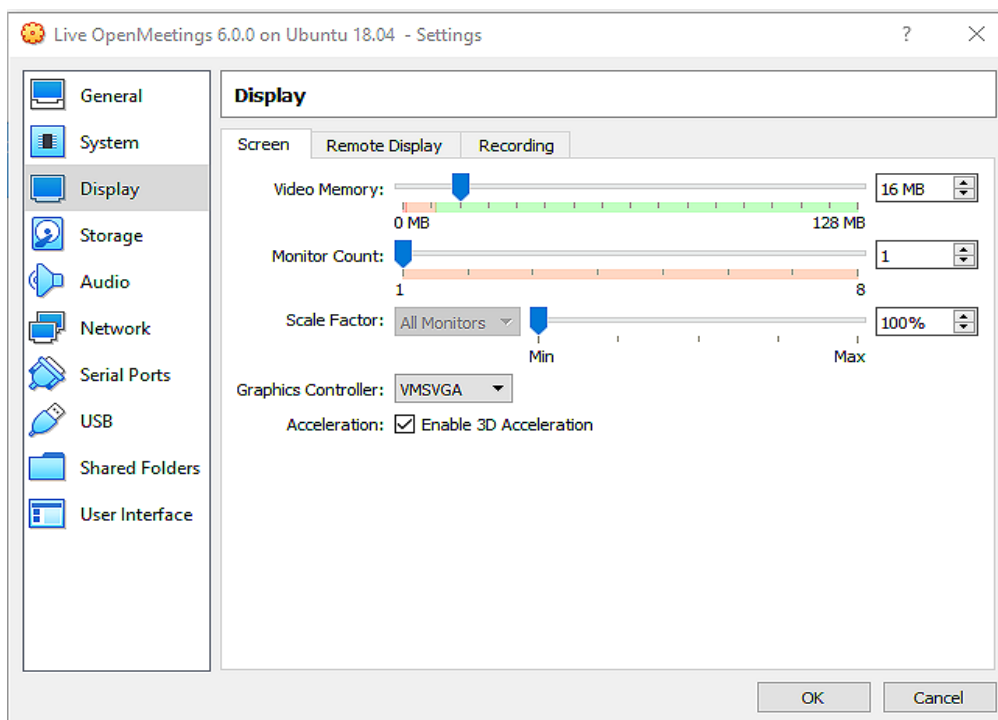 Live OpenMeetings 6.0.0 on Ubuntu 18.04 - Settings
?
General
System
Display
Storage
Audio
Network
Serial Ports
USB
Shared Folders
User Interface
Display
Screen Remote Display Recording
Video Memory: 16 MB
0 MB 128 MB
Monitor Count: 1
1 8
Scale Factor: All Monitors 100%
Min Max
Graphics Controller: VMSVGA
Acceleration: Enable 3D Acceleration
OK Cancel